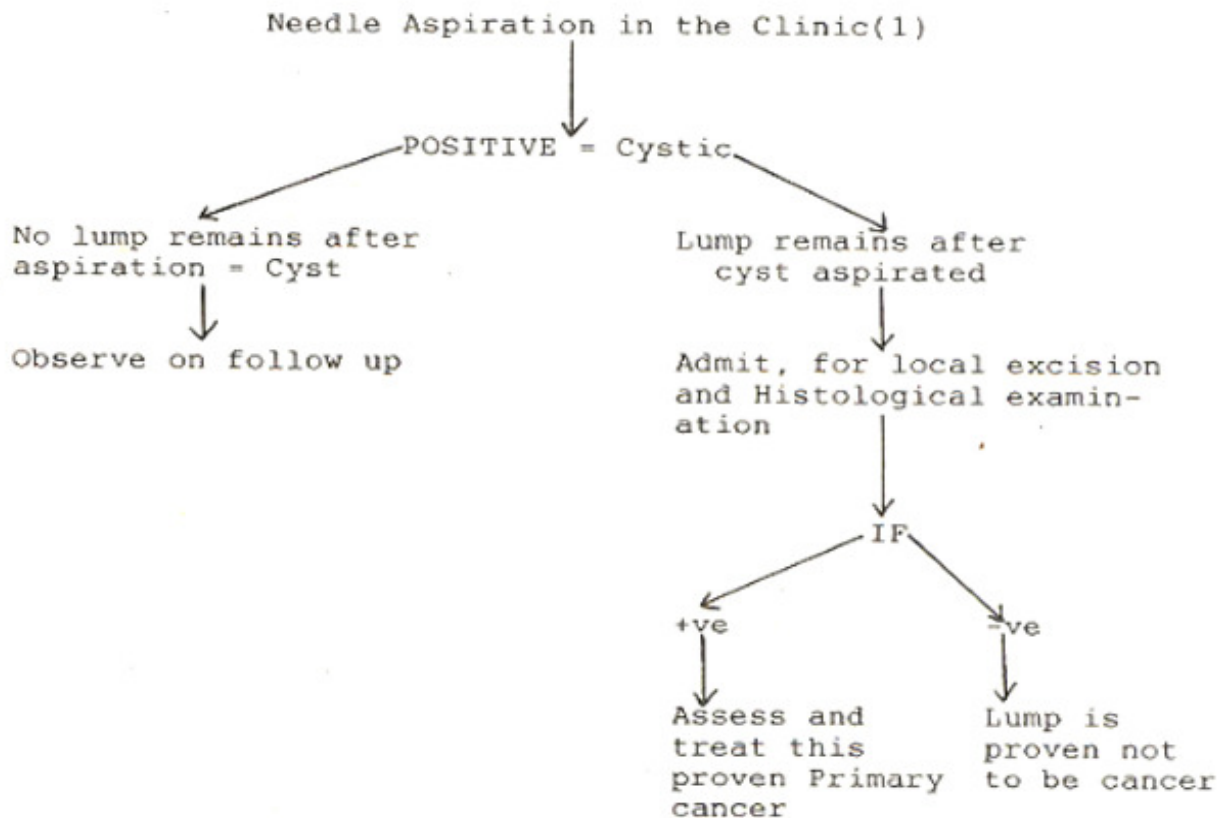 Needle Aspiration in the Clinic(1)
POSITIVE = Cystic
No lump remains after
aspiration = Cyst
Observe on follow up
Lump remains after
cyst aspirated
Admit, for local excision
and Histological examin-
ation
IF
+ve
Assess and
treat this
proven Primary
cancer
-ve
Lump is
proven not
to be cancer